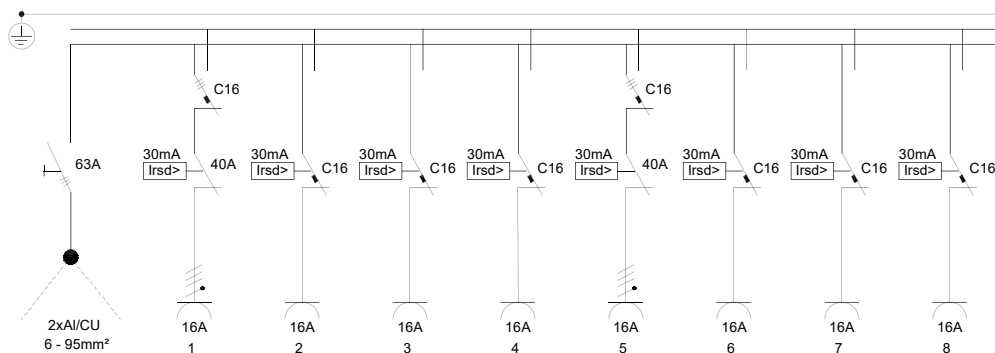 C16
C16
63A
30mA
Irsd>
40A
30mA
Irsd>
C16
30mA
Irsd>
C16
30mA
Irsd>
C16
30mA
Irsd>
40A
30mA
Irsd>
C16
30mA
Irsd>
C16
30mA
Irsd>
C16
2xAl/CU
6 - 95mm²
16A
1
16A
2
16A
3
16A
4
16A
5
16A
6
16A
7
16A
8